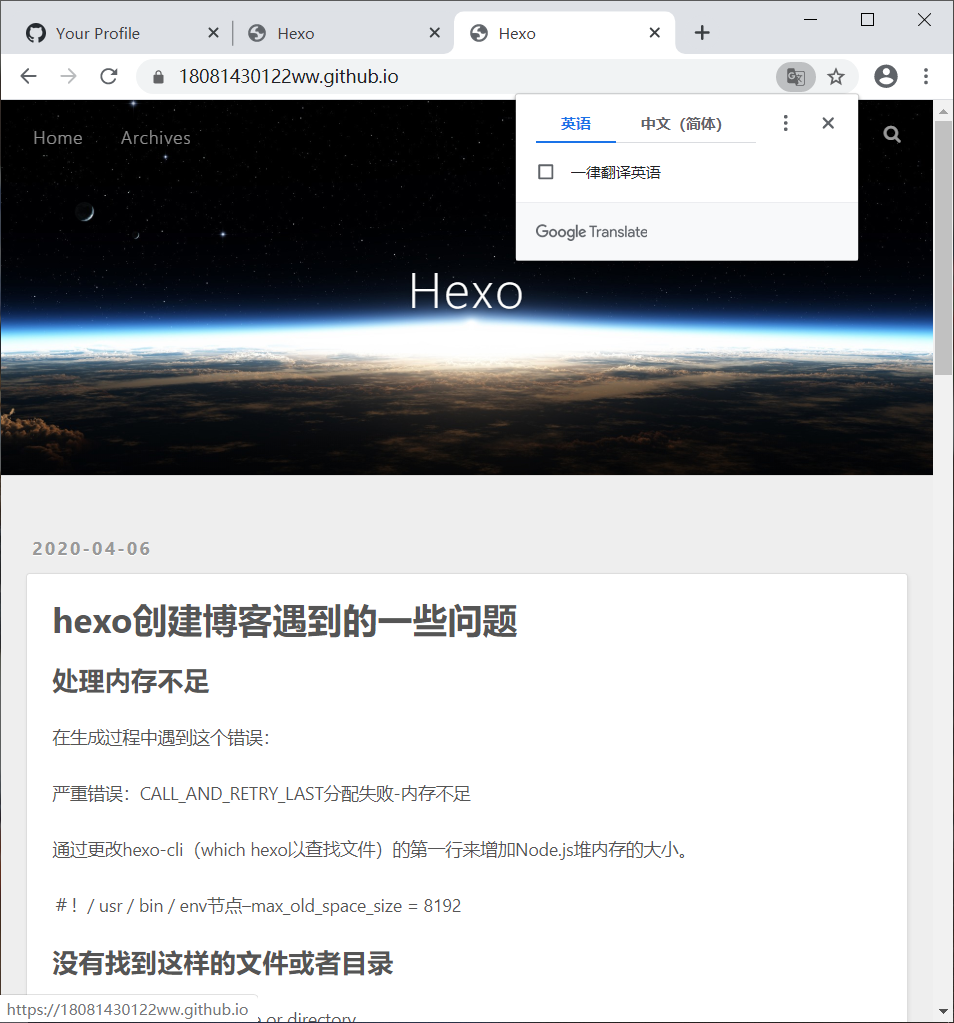 Your Profile
Hexo
Hexo
18081430122ww.github.io
英语 中文（简体）
一律翻译英语
Google Translate
Home Archives
Hexo
2020-04-06
hexo创建博客遇到的一些问题
处理内存不足
在生成过程中遇到这个错误：
严重错误：CALL_AND_RETRY_LAST分配失败-内存不足
通过更改hexo-cli（which hexo以查找文件）的第一行来增加Node.js堆内存的大小。
＃！/ usr / bin / env节点–max_old_space_size = 8192
没有找到这样的文件或者目录
or directory
https://18081430122ww.github.io